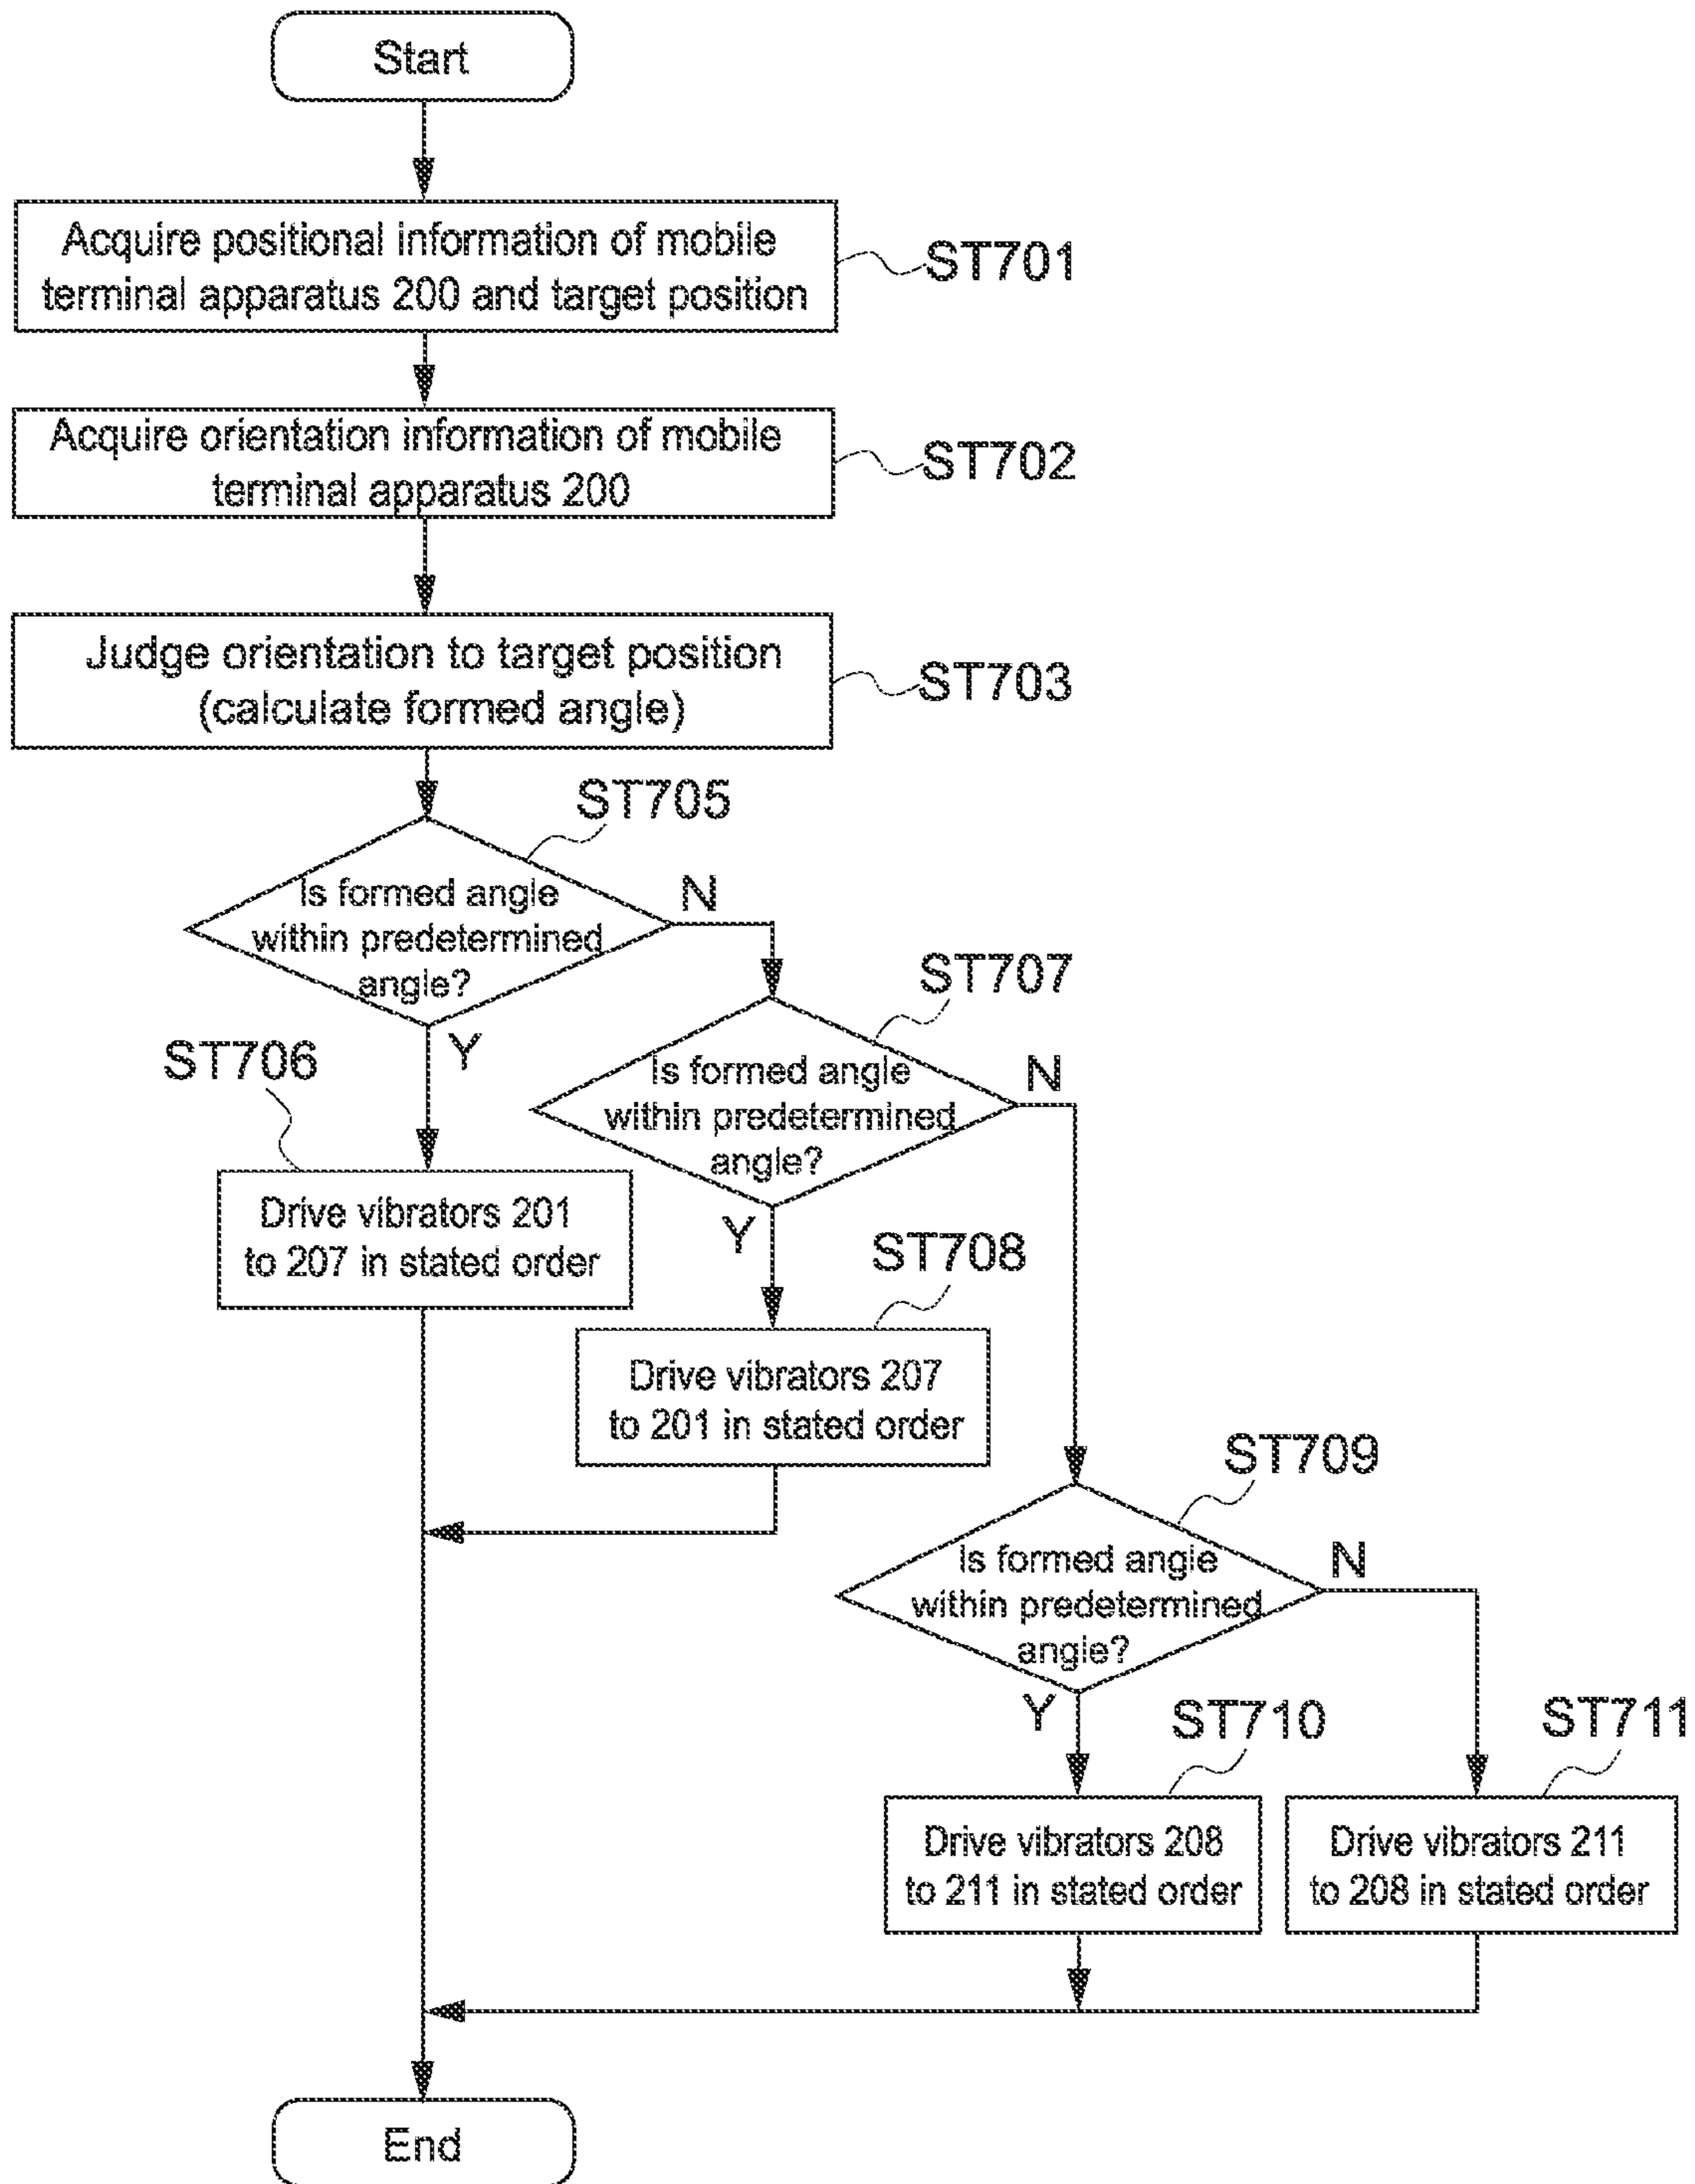 Start
Acquire positional information of mobile
terminal apparatus 200 and target position
ST701
Acquire orientation information of mobile
terminal apparatus 200
ST702
Judge orientation to target position
(calculate formed angle)
ST703
ST705
Is formed angle
within predetermined
angle?
N
Y
ST707
Is formed angle
within predetermined
angle?
N
Y
ST706
Drive vibrators 201
to 207 in stated order
ST708
Drive vibrators 207
to 201 in stated order
ST709
Is formed angle
within predetermined
angle?
N
Y
ST710
Drive vibrators 208
to 211 in stated order
ST711
Drive vibrators 211
to 208 in stated order
End